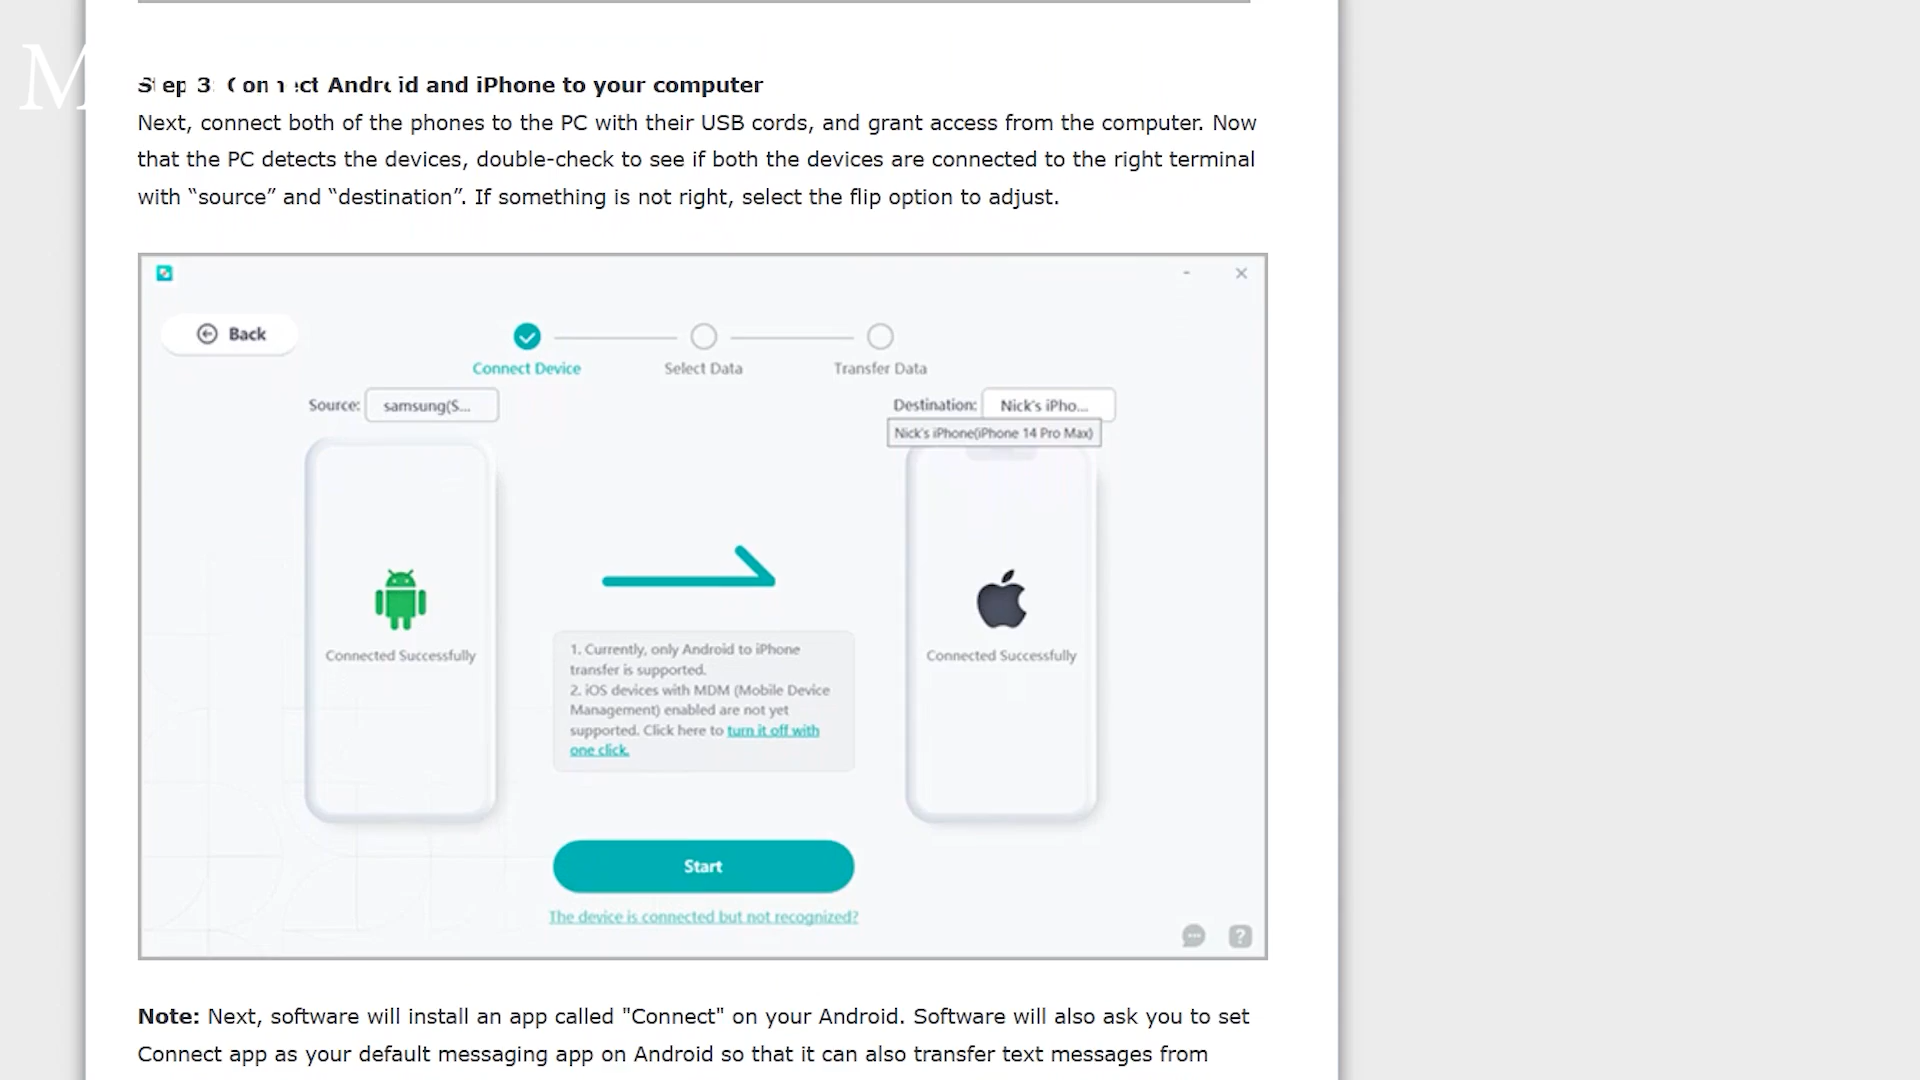 M
Step 3: Connect Android and iPhone to your computer
Next, connect both of the phones to the PC with their USB cords, and grant access from the computer. Now
that the PC detects the devices, double-check to see if both the devices are connected to the right terminal
with “source” and “destination”. If something is not right, select the flip option to adjust.
Back
Connect Device
Select Data
Transfer Data
Source: samsung(S...
Destination: Nick's iPho...
Nick's iPhone(iPhone 14 Pro Max)
Connected Successfully
Connected Successfully
1. Currently, only Android to iPhone
transfer is supported.
2. iOS devices with MDM (Mobile Device
Management) enabled are not yet
supported. Click here to turn it off with
one click.
Start
The device is connected but not recognized?
?
Note: Next, software will install an app called "Connect" on your Android. Software will also ask you to set
Connect app as your default messaging app on Android so that it can also transfer text messages from